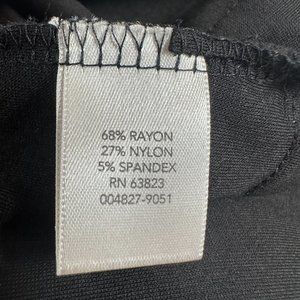 68% RAYON
27% NYLON
5% SPANDEX
RN 63823
004827-9051